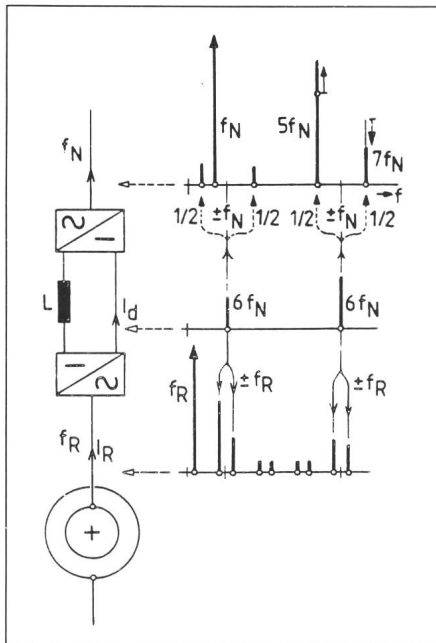 f_N
f_N
5f_N
7f_N
f
1/2
±f_N
1/2
1/2
±f_N
1/2
L
I_d
6f_N
6f_N
f_R
±f_R
±f_R
f_R
I_R
+